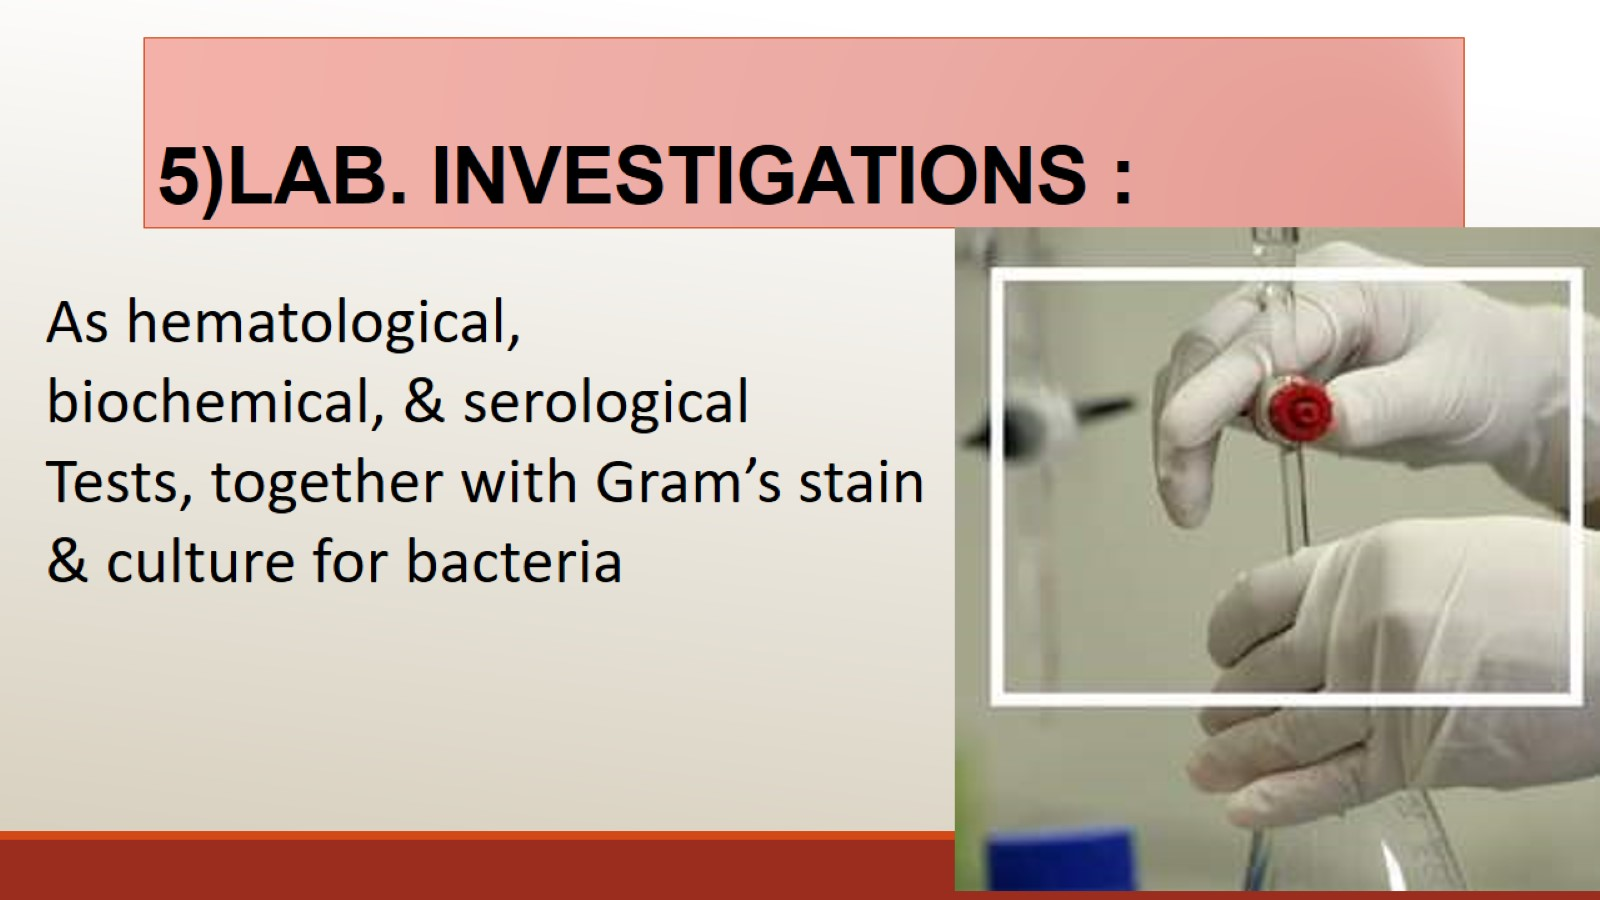 5)LAB. INVESTIGATIONS :
As hematological,
biochemical, & serological
Tests, together with Gram’s stain
& culture for bacteria